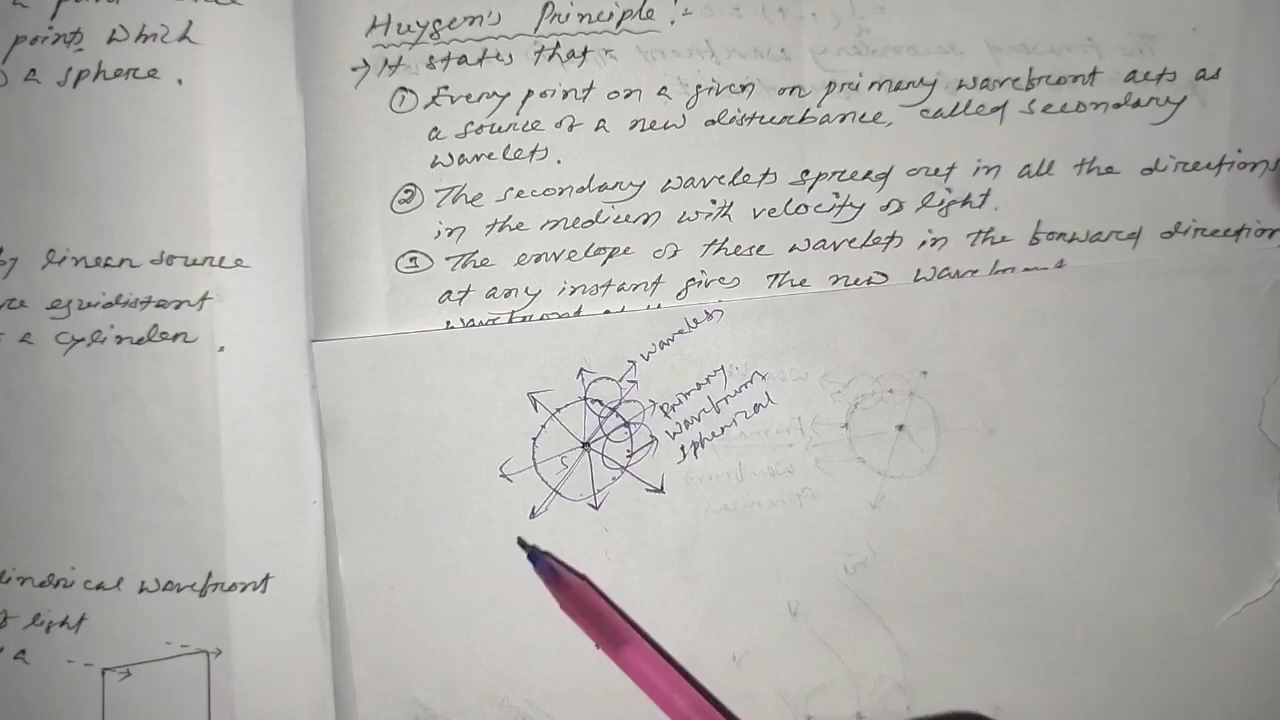 point which
a sphere.
linear source
equidistant
a cylinder.
cylindrical wavefront
light
a
Huygen's Principle :-
→ It states that
① Every point on a given on primary wavefront acts as
a source of a new disturbance, called secondary
wavelets.
② The secondary wavelets spread out in all the directions
in the medium with velocity of light.
③ The envelope of these wavelets in the forward direction
at any instant gives The new wavefront
wavelets
Primary
wavefront
spherical
S